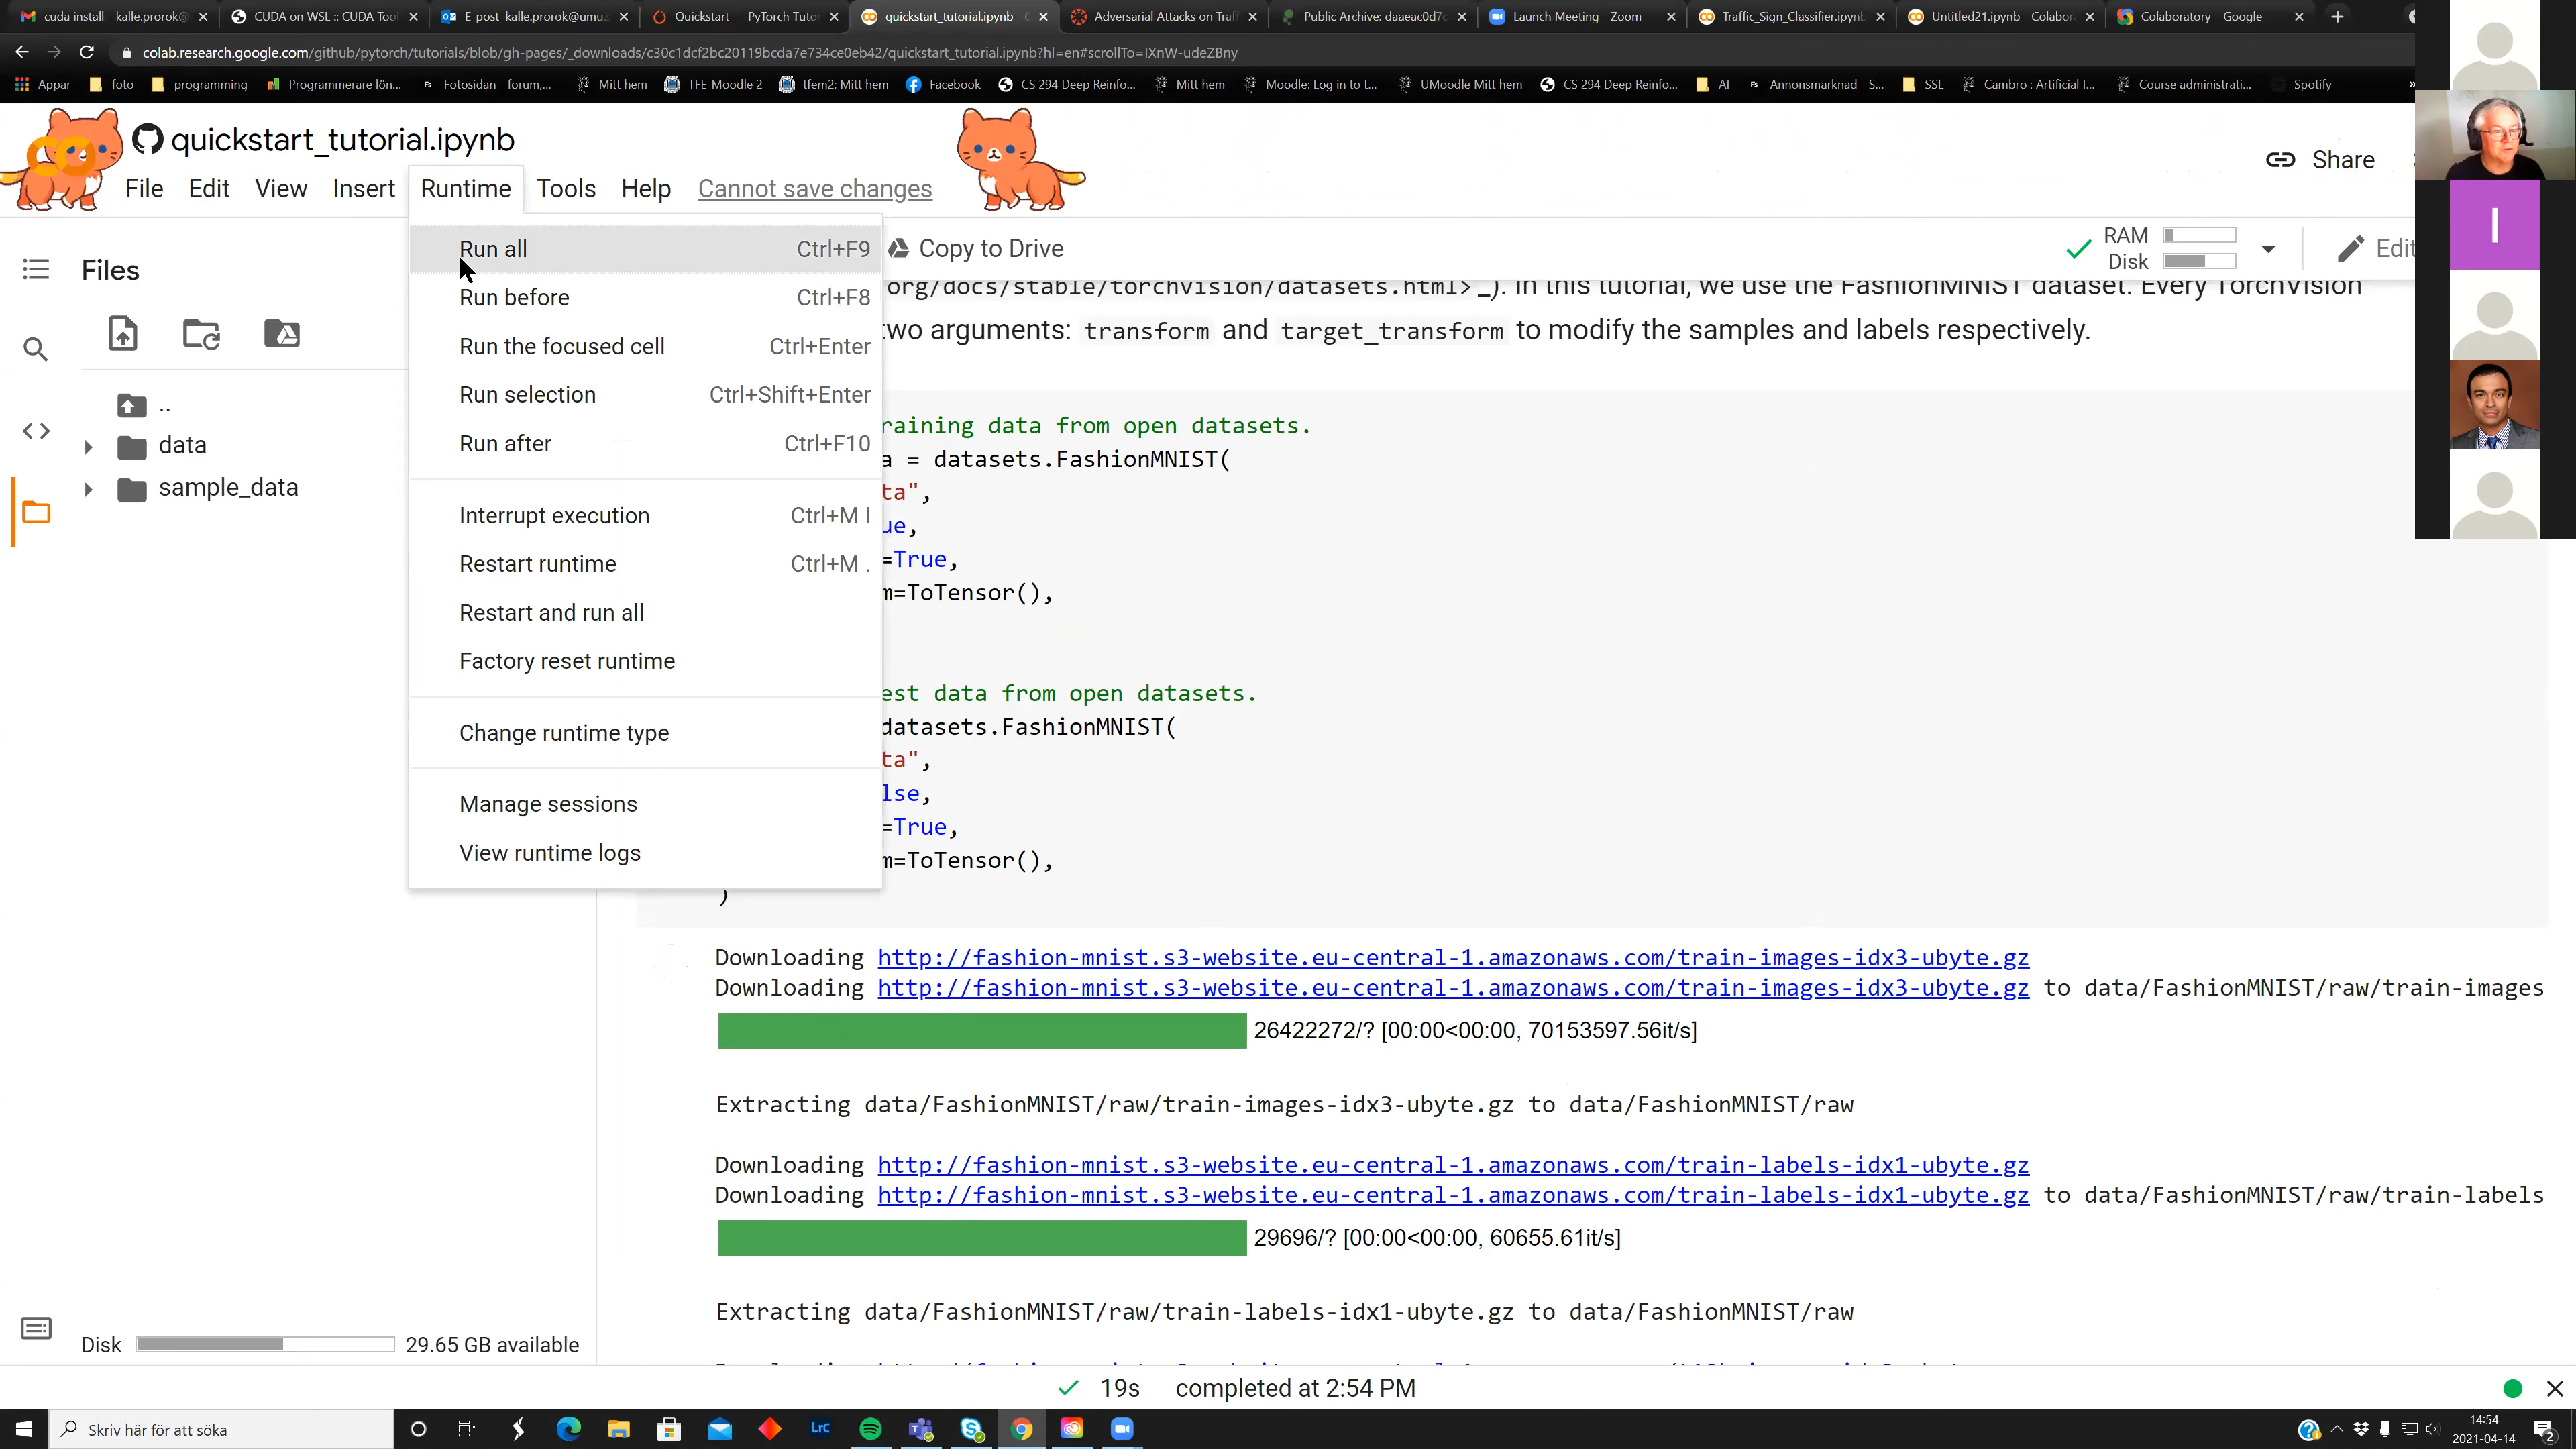 cuda install - kalle.prorok@
CUDA on WSL :: CUDA Tool
E-post–kalle.prorok@umu.s
Quickstart — PyTorch Tutor
quickstart_tutorial.ipynb - C
Adversarial Attacks on Traff
Public Archive: daaeac0d7c
Launch Meeting - Zoom
Traffic_Sign_Classifier.ipynb
Untitled21.ipynb - Colabor
Colaboratory – Google
colab.research.google.com/github/pytorch/tutorials/blob/gh-pages/_downloads/c30c1dcf2bc20119bcda7e734ce0eb42/quickstart_tutorial.ipynb?hl=en#scrollTo=IXnW-udeZBny
Appar
foto
programming
Programmerare lön...
Fs Fotosidan - forum,...
Mitt hem
TFE-Moodle 2
tfem2: Mitt hem
Facebook
CS 294 Deep Reinfo...
Mitt hem
Moodle: Log in to t...
UMoodle Mitt hem
CS 294 Deep Reinfo...
AI
Fs Annonsmarknad - S...
SSL
Cambro : Artificial I...
Course administrati...
Spotify
»
quickstart_tutorial.ipynb
File Edit View Insert Runtime Tools Help Cannot save changes
Share
Run all Ctrl+F9
Run before Ctrl+F8
Run the focused cell Ctrl+Enter
Run selection Ctrl+Shift+Enter
Run after Ctrl+F10
Interrupt execution Ctrl+M I
Restart runtime Ctrl+M .
Restart and run all
Factory reset runtime
Change runtime type
Manage sessions
View runtime logs
Copy to Drive
RAM
Disk
Edit
I
Files
..
data
sample_data
Disk 29.65 GB available
org/docs/stable/torchvision/datasets.html>_). In this tutorial, we use the FashionMNIST dataset. Every TorchVision
two arguments: transform and target_transform to modify the samples and labels respectively.
raining data from open datasets.
a = datasets.FashionMNIST(
ta",
ue,
=True,
m=ToTensor(),
est data from open datasets.
datasets.FashionMNIST(
ta",
lse,
=True,
m=ToTensor(),
)
Downloading http://fashion-mnist.s3-website.eu-central-1.amazonaws.com/train-images-idx3-ubyte.gz
Downloading http://fashion-mnist.s3-website.eu-central-1.amazonaws.com/train-images-idx3-ubyte.gz to data/FashionMNIST/raw/train-images
26422272/? [00:00<00:00, 70153597.56it/s]
Extracting data/FashionMNIST/raw/train-images-idx3-ubyte.gz to data/FashionMNIST/raw
Downloading http://fashion-mnist.s3-website.eu-central-1.amazonaws.com/train-labels-idx1-ubyte.gz
Downloading http://fashion-mnist.s3-website.eu-central-1.amazonaws.com/train-labels-idx1-ubyte.gz to data/FashionMNIST/raw/train-labels
29696/? [00:00<00:00, 60655.61it/s]
Extracting data/FashionMNIST/raw/train-labels-idx1-ubyte.gz to data/FashionMNIST/raw
19s completed at 2:54 PM
Skriv här för att söka
LrC
14:54
2021-04-14
2